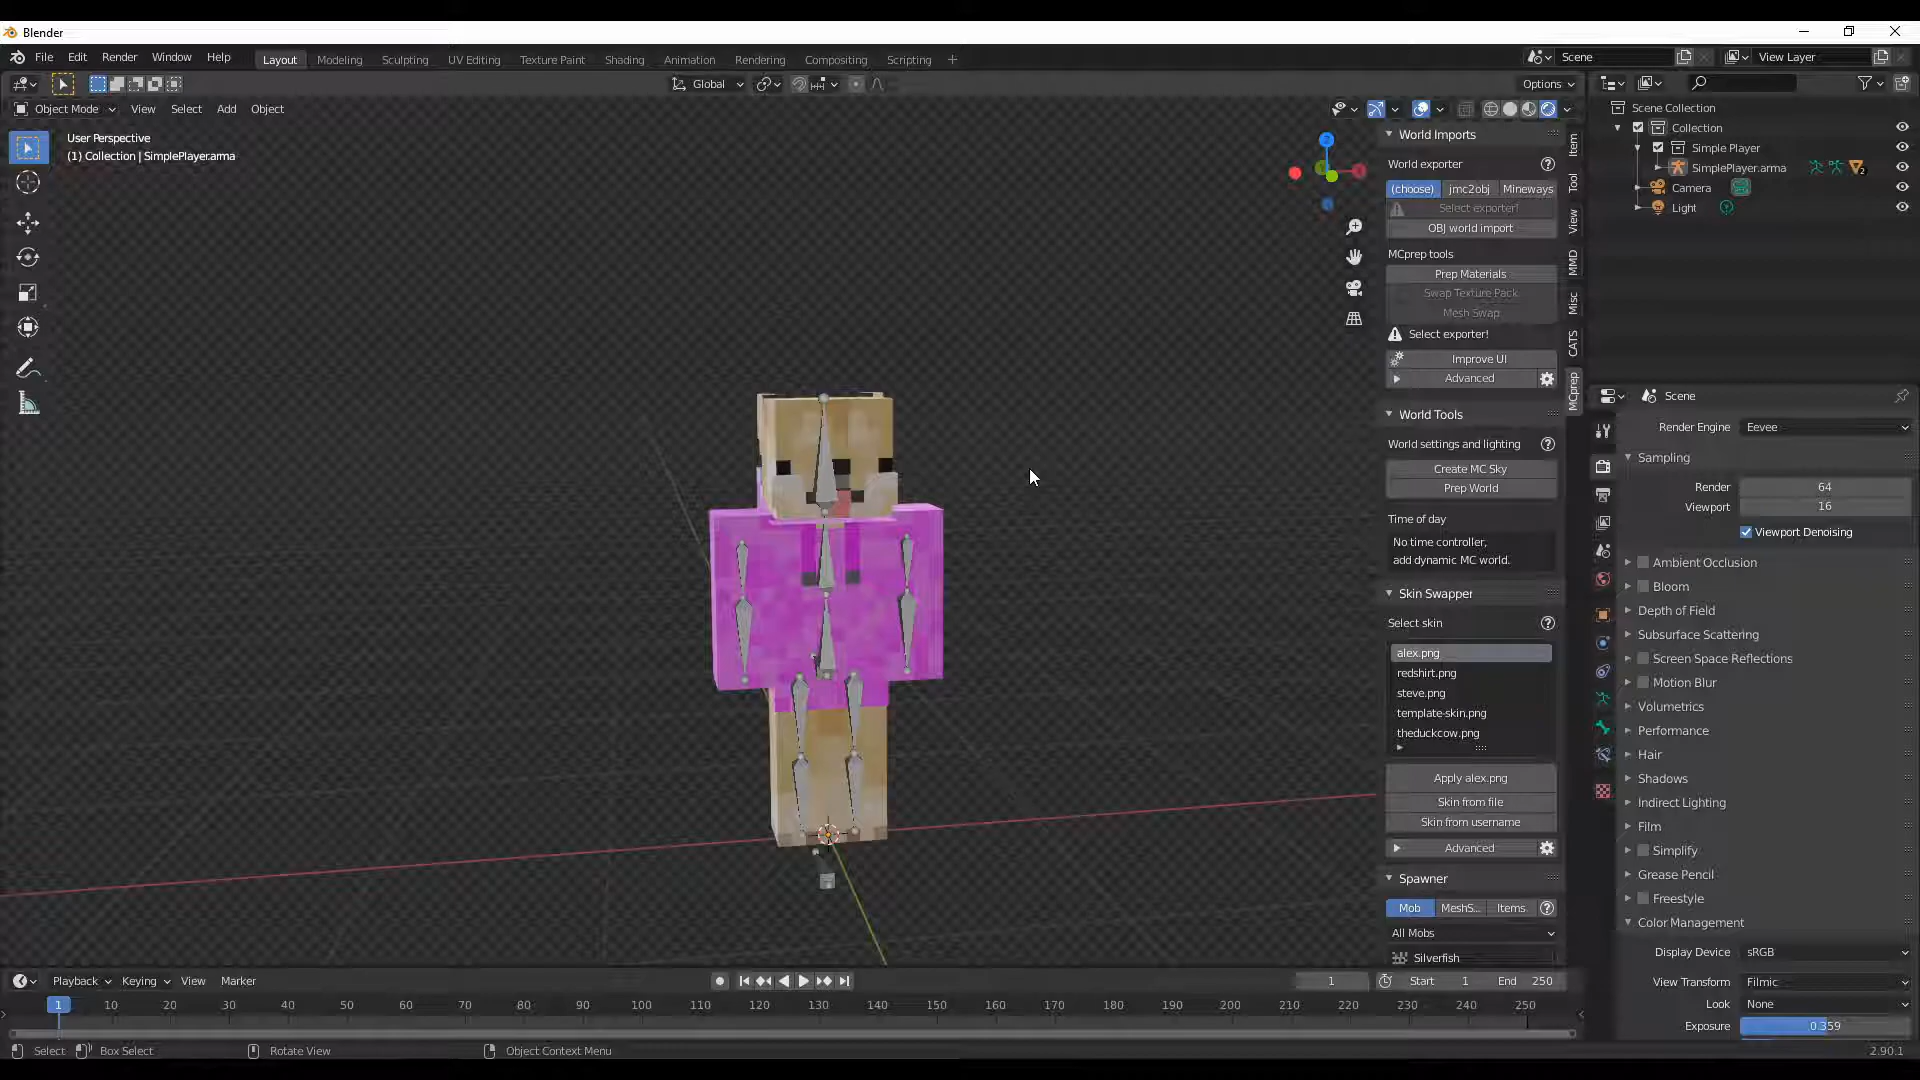 Blender
File Edit Render Window Help
Layout Modeling Sculpting UV Editing Texture Paint Shading Animation Rendering Compositing Scripting +
Scene
View Layer
Global
Options
Object Mode View Select Add Object
User Perspective
(1) Collection | SimplePlayer.arma
World Imports
World exporter
(choose) jmc2obj Mineways
Select exporter!
OBJ world import
MCprep tools
Prep Materials
Swap Texture Pack
Mesh Swap
Select exporter!
Improve UI
Advanced
World Tools
World settings and lighting
Create MC Sky
Prep World
Time of day
No time controller,
add dynamic MC world.
Skin Swapper
Select skin
alex.png
redshirt.png
steve.png
template-skin.png
theduckcow.png
Apply alex.png
Skin from file
Skin from username
Advanced
Spawner
Mob MeshS... Items
All Mobs
Silverfish
Item
Tool
View
MMD
Misc
CATS
MCprep
Scene Collection
Collection
Simple Player
SimplePlayer.arma
2
Camera
Light
Scene
Render Engine Eevee
Sampling
Render 64
Viewport 16
Viewport Denoising
Ambient Occlusion
Bloom
Depth of Field
Subsurface Scattering
Screen Space Reflections
Motion Blur
Volumetrics
Performance
Hair
Shadows
Indirect Lighting
Film
Simplify
Grease Pencil
Freestyle
Color Management
Display Device sRGB
View Transform Filmic
Look None
Exposure 0.359
Playback Keying View Marker
1 Start 1 End 250
1 10 20 30 40 50 60 70 80 90 100 110 120 130 140 150 160 170 180 190 200 210 220 230 240 250
Select Box Select Rotate View Object Context Menu
2.90.1